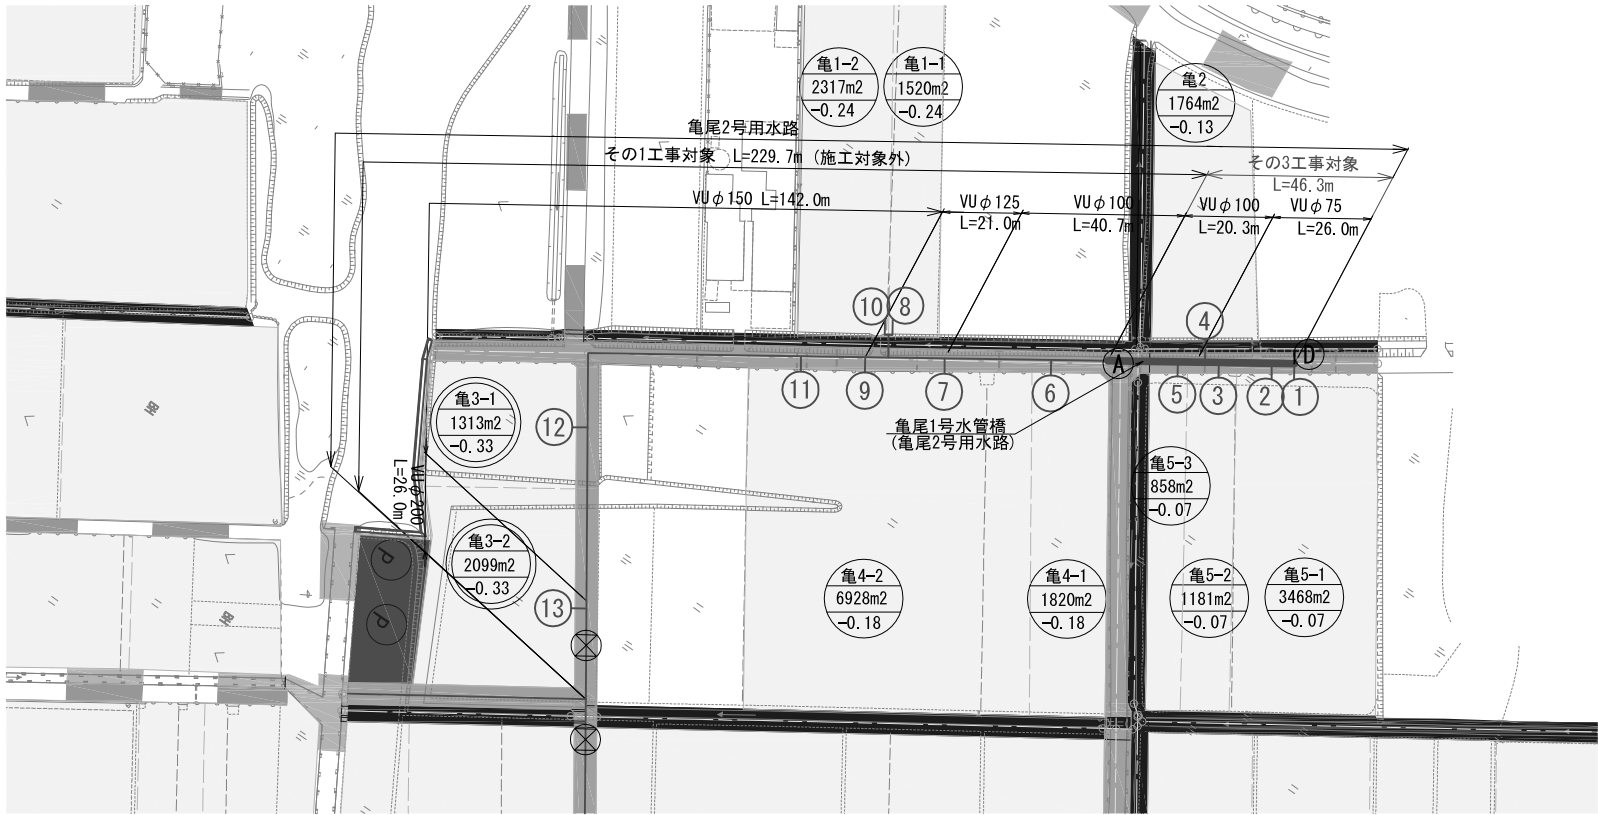 亀1-2
2317m2
-0.24
亀1-1
1520m2
-0.24
亀2
1764m2
-0.13
亀尾2号用水路
その1工事対象 L=229.7m (施工対象外)
その3工事対象
L=46.3m
VUφ150 L=142.0m
VUφ125
L=21.0m
VUφ100
L=40.7m
VUφ100
L=20.3m
VUφ75
L=26.0m
⑩
⑧
④
A
D
⑪
⑨
⑦
⑥
⑤
③
②
①
亀3-1
1313m2
-0.33
⑫
亀尾1号水管橋
(亀尾2号用水路)
VUφ200
L=26.0m
亀5-3
858m2
-0.07
亀3-2
2099m2
-0.33
P
P
⑬
亀4-2
6928m2
-0.18
亀4-1
1820m2
-0.18
亀5-2
1181m2
-0.07
亀5-1
3468m2
-0.07